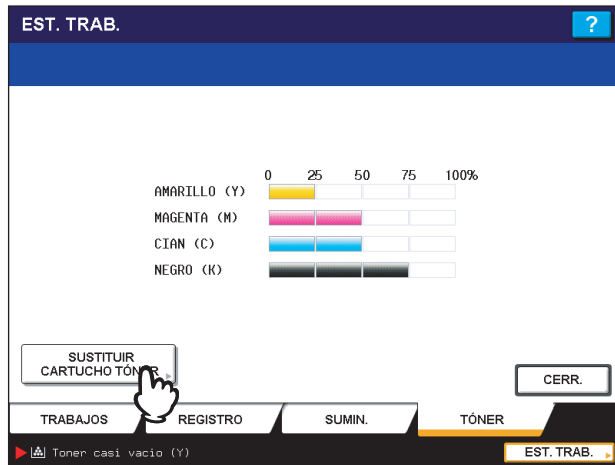 EST. TRAB.
?
0 25 50 75 100%
AMARILLO (Y)
MAGENTA (M)
CIAN (C)
NEGRO (K)
SUSTITUIR
CARTUCHO TÓNER
CERR.
TRABAJOS REGISTRO SUMIN. TÓNER
Toner casi vacio (Y) EST. TRAB.